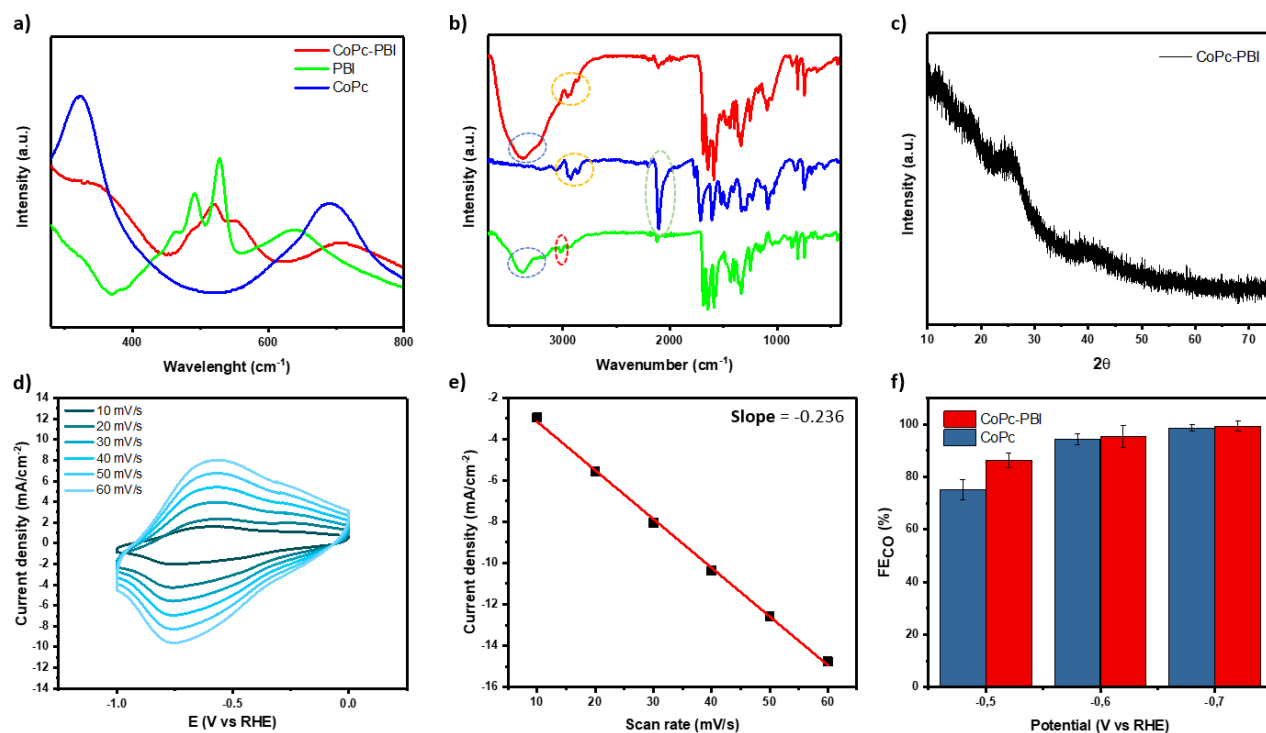 a)
CoPc-PBI
PBI
CoPc
Intensity (a.u.)
400
600
800
Wavelenght (cm-1)
b)
Intensity (a.u.)
3000
2000
1000
Wavenumber (cm-1)
c)
CoPc-PBI
Intensity (a.u.)
10
20
30
40
50
60
70
2θ
d)
10 mV/s
20 mV/s
30 mV/s
40 mV/s
50 mV/s
60 mV/s
Current density (mA/cm-2)
14
12
10
8
6
4
2
0
-2
-4
-6
-8
-10
-12
-14
-1.0
-0.5
0.0
E (V vs RHE)
e)
Slope = -0.236
Current density (mA/cm-2)
-2
-4
-6
-8
-10
-12
-14
-16
10
20
30
40
50
60
Scan rate (mV/s)
f)
CoPc-PBI
CoPc
FECO (%)
100
80
60
40
20
0
-0,5
-0,6
-0,7
Potential (V vs RHE)